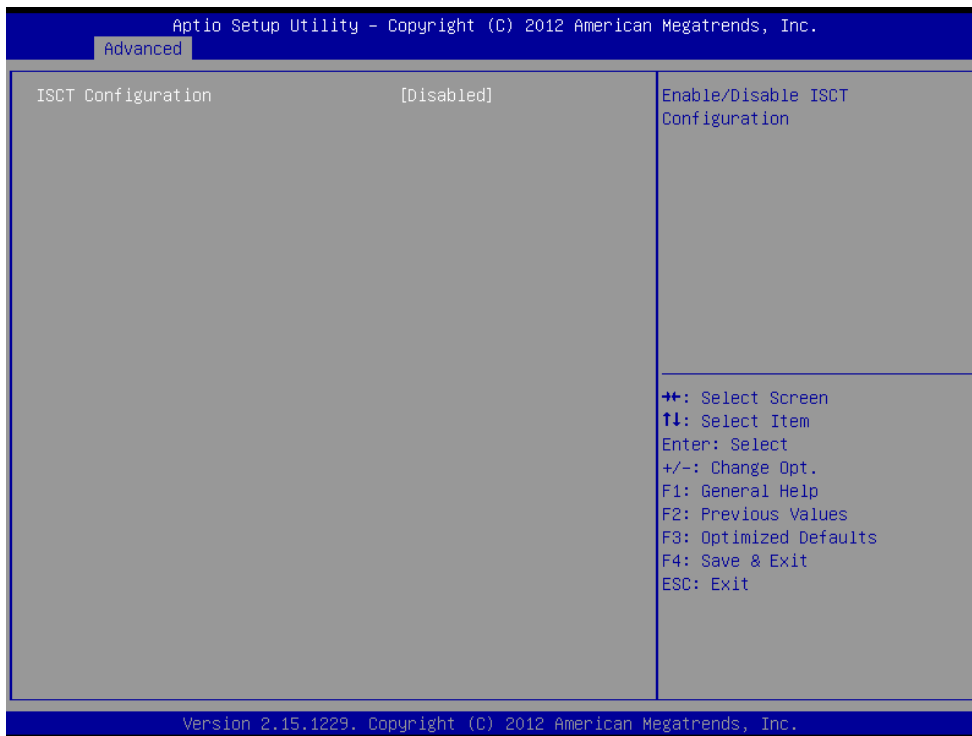 Aptio Setup Utility – Copyright (C) 2012 American Megatrends, Inc.
Advanced
ISCT Configuration [Disabled]
Enable/Disable ISCT
Configuration
→←: Select Screen
↑↓: Select Item
Enter: Select
+/-: Change Opt.
F1: General Help
F2: Previous Values
F3: Optimized Defaults
F4: Save & Exit
ESC: Exit
Version 2.15.1229. Copyright (C) 2012 American Megatrends, Inc.